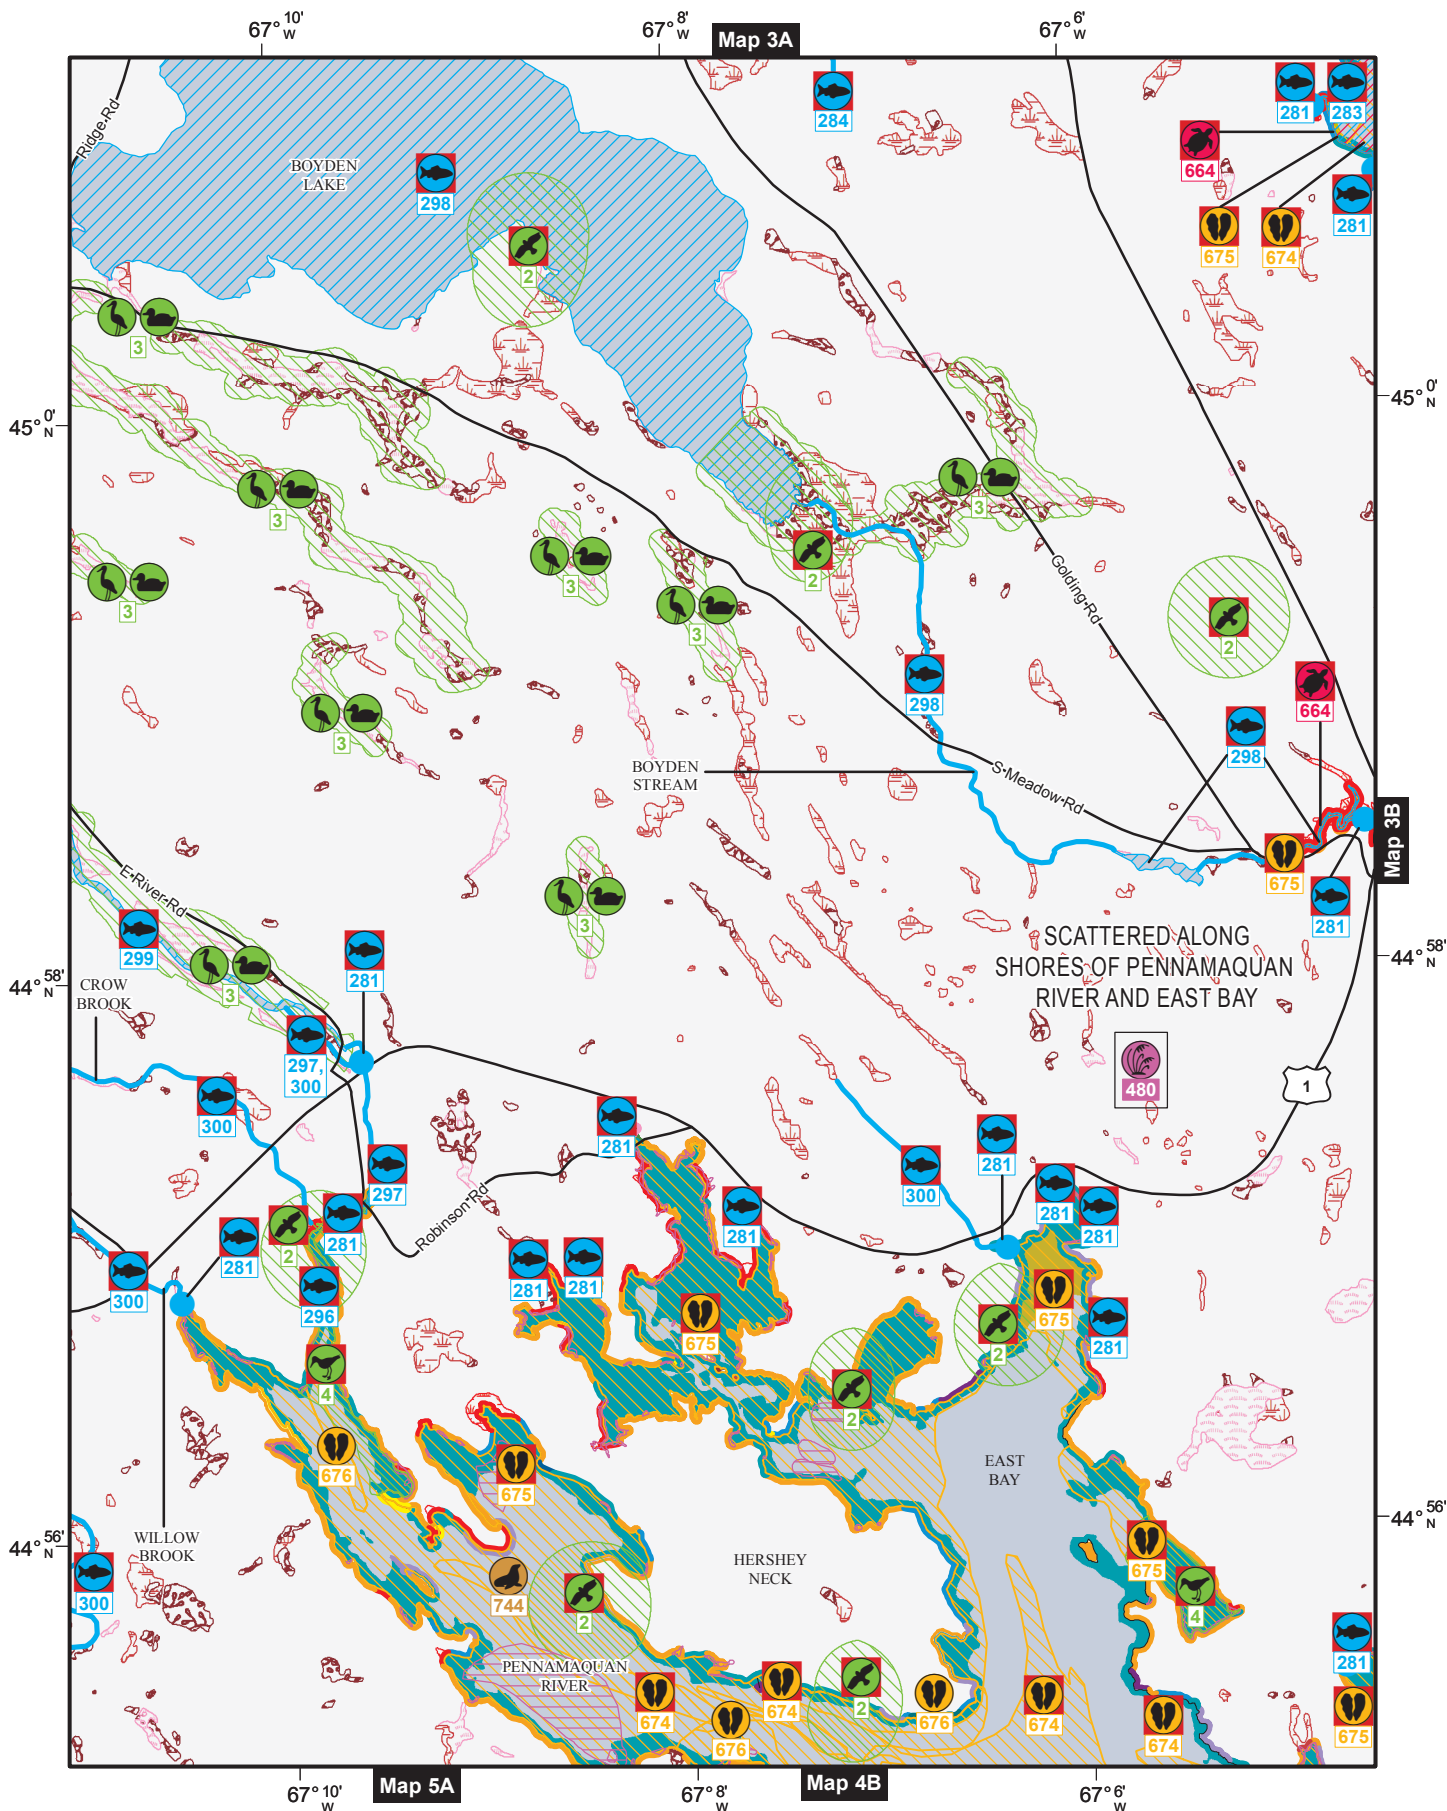 67° 10' W
67° 8' W
Map 3A
67° 6' W
Ridge Rd
BOYDEN
LAKE
298
284
281
283
664
281
675
674
2
3
45° 0' N
45° 0' N
3
3
3
2
3
3
3
Golding Rd
2
298
664
298
BOYDEN
STREAM
S Meadow Rd
Map 3B
675
281
3
E River Rd
299
3
281
SCATTERED ALONG
SHORES OF PENNAMAQUAN
RIVER AND EAST BAY
44° 58' N
44° 58' N
CROW
BROOK
297,
300
480
1
300
281
281
297
300
281
281
281
281
2
281
Robinson Rd
281
281
300
296
675
675
281
2
4
2
676
675
EAST
BAY
44° 56' N
44° 56' N
WILLOW
BROOK
HERSHEY
NECK
675
300
744
2
4
281
PENNAMAQUAN
RIVER
674
674
2
676
674
674
675
676
67° 10' W
Map 5A
67° 8' W
Map 4B
67° 6' W